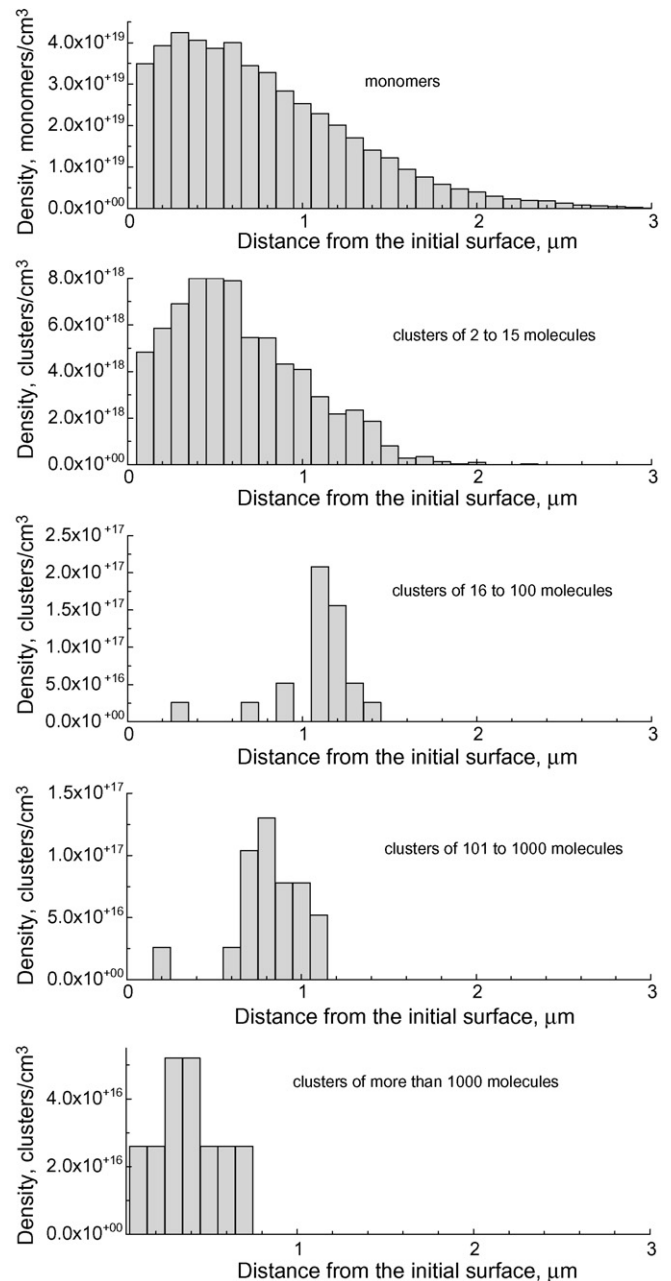 Density, monomers/cm³
4.0x10⁺¹⁹
3.0x10⁺¹⁹
2.0x10⁺¹⁹
1.0x10⁺¹⁹
0.0x10⁺⁰⁰
monomers
0 1 2 3
Distance from the initial surface, μm
Density, clusters/cm³
8.0x10⁺¹⁸
6.0x10⁺¹⁸
4.0x10⁺¹⁸
2.0x10⁺¹⁸
0.0x10⁺⁰⁰
clusters of 2 to 15 molecules
0 1 2 3
Distance from the initial surface, μm
Density, clusters/cm³
2.5x10⁺¹⁷
2.0x10⁺¹⁷
1.5x10⁺¹⁷
1.0x10⁺¹⁷
5.0x10⁺¹⁶
0.0x10⁺⁰⁰
clusters of 16 to 100 molecules
0 1 2 3
Distance from the initial surface, μm
Density, clusters/cm³
1.5x10⁺¹⁷
1.0x10⁺¹⁷
5.0x10⁺¹⁶
0.0x10⁺⁰⁰
clusters of 101 to 1000 molecules
0 1 2 3
Distance from the initial surface, μm
Density, clusters/cm³
4.0x10⁺¹⁶
2.0x10⁺¹⁶
0.0x10⁺⁰⁰
clusters of more than 1000 molecules
1 2 3
Distance from the initial surface, μm